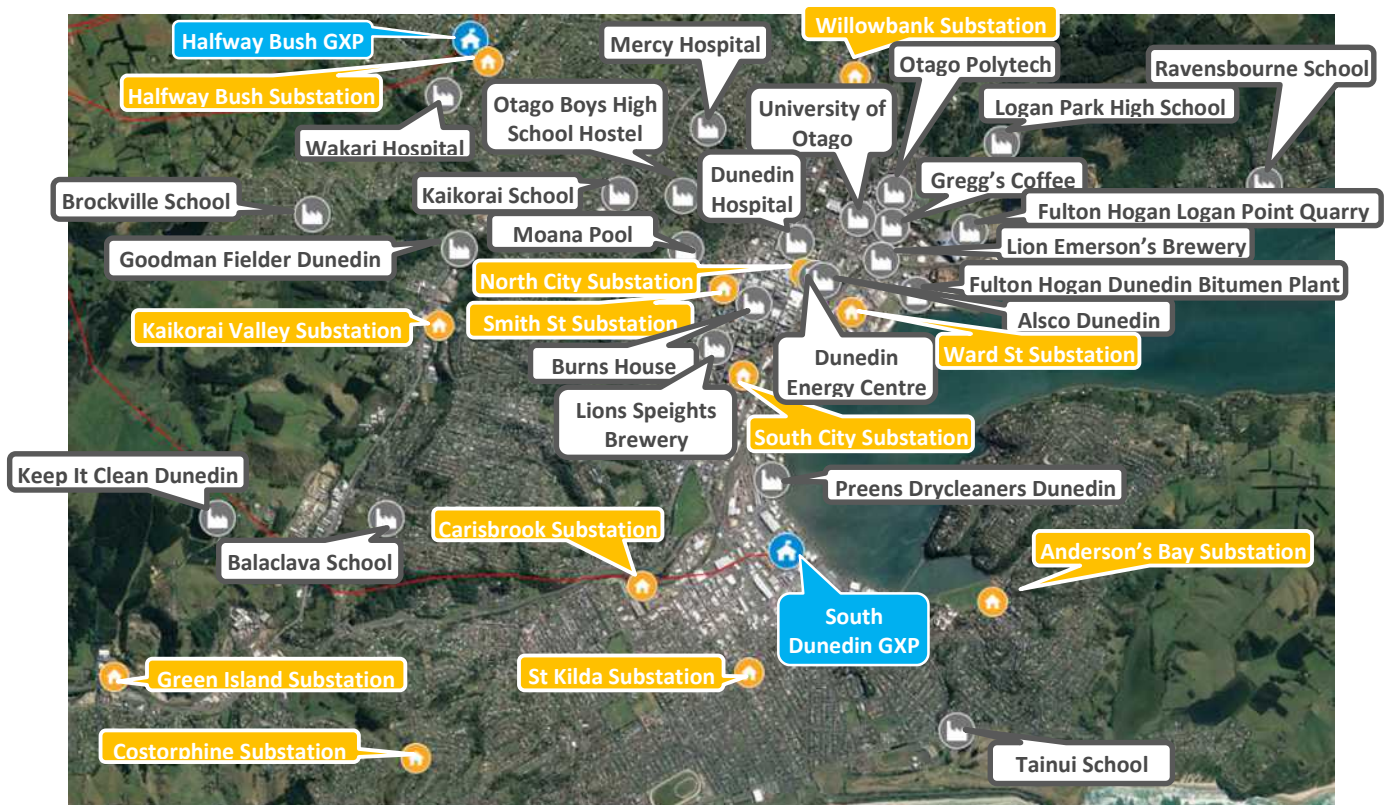 Halfway Bush GXP
Halfway Bush Substation
Wakari Hospital
Mercy Hospital
Otago Boys High
School Hostel
Willowbank Substation
Otago Polytech
University of
Otago
Logan Park High School
Ravensbourne School
Brockville School
Kaikorai School
Dunedin
Hospital
Gregg's Coffee
Fulton Hogan Logan Point Quarry
Goodman Fielder Dunedin
Moana Pool
Lion Emerson's Brewery
North City Substation
Fulton Hogan Dunedin Bitumen Plant
Kaikorai Valley Substation
Smith St Substation
Alsco Dunedin
Burns House
Dunedin
Energy Centre
Ward St Substation
Lions Speights
Brewery
South City Substation
Keep It Clean Dunedin
Preens Drycleaners Dunedin
Balaclava School
Carisbrook Substation
Anderson's Bay Substation
South
Dunedin GXP
Green Island Substation
St Kilda Substation
Costorphine Substation
Tainui School